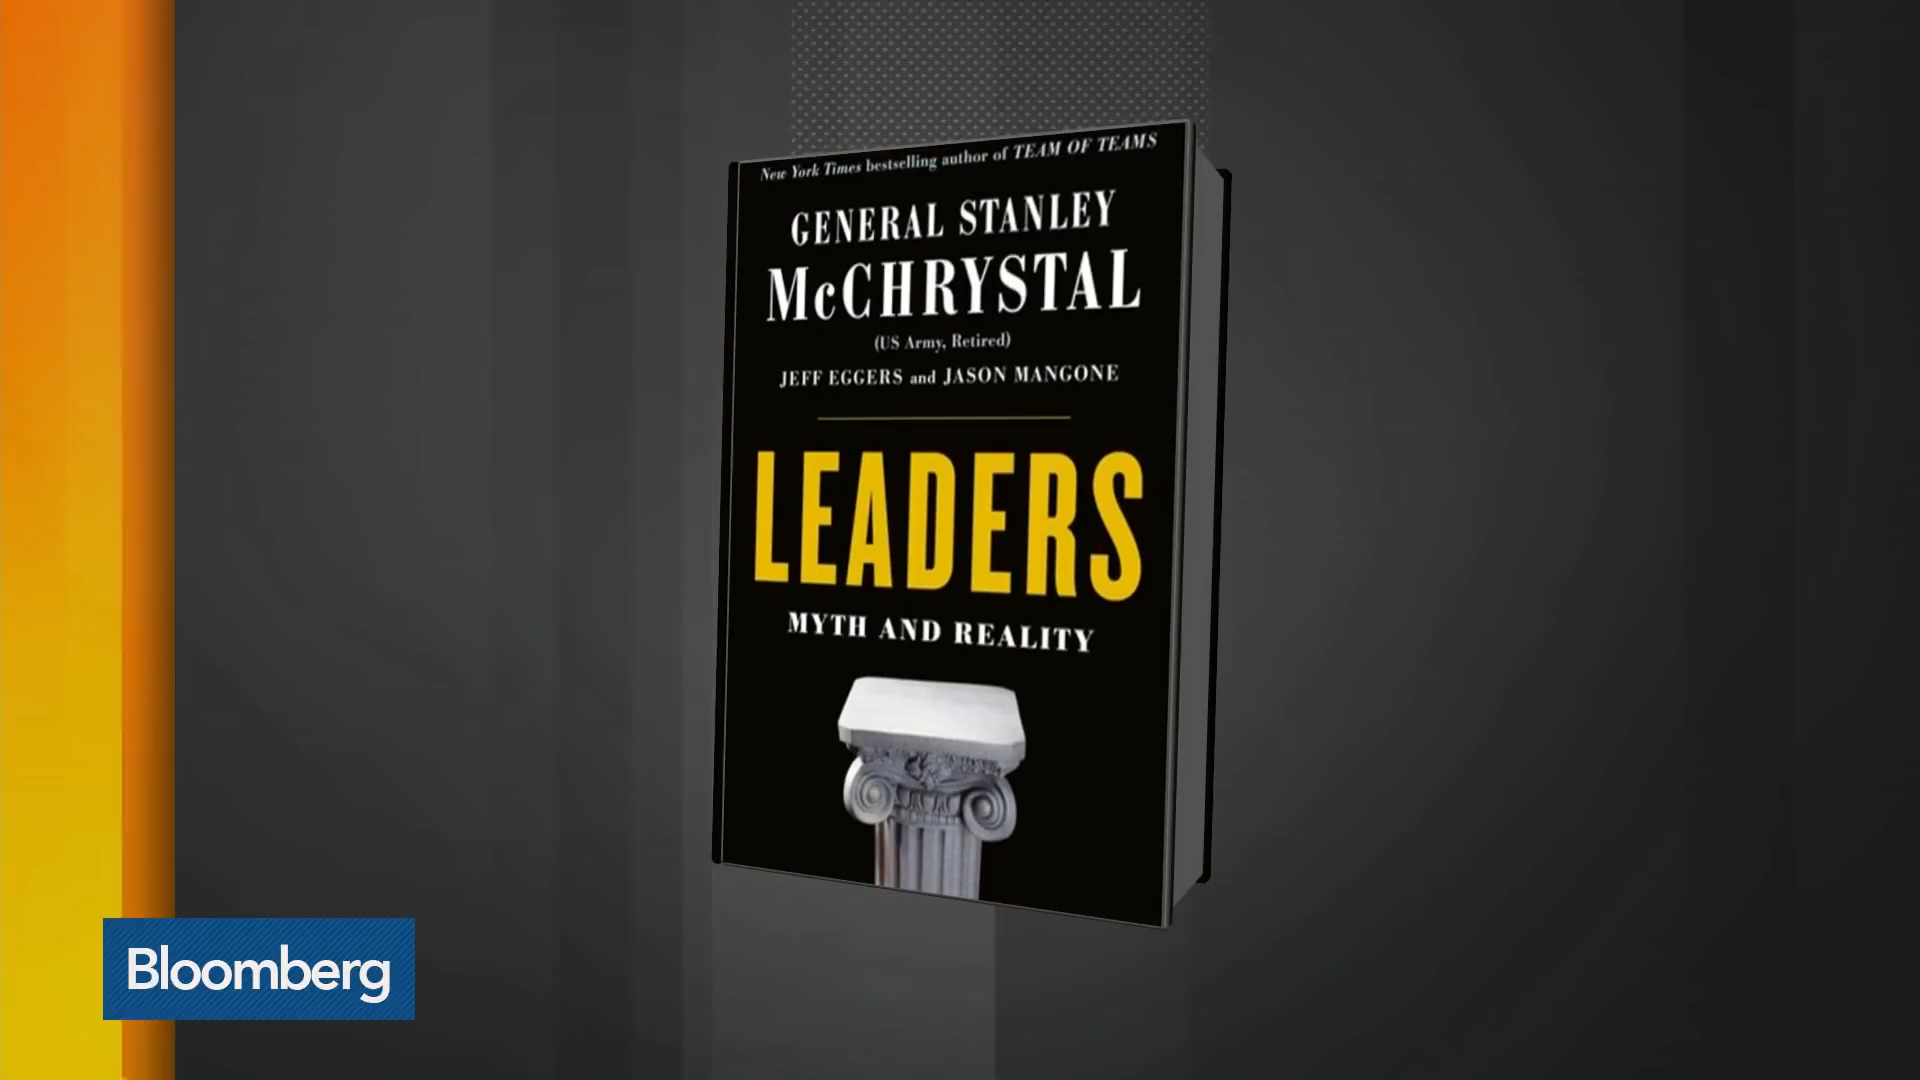 New York Times bestselling author of TEAM OF TEAMS
GENERAL STANLEY
McCHRYSTAL
(US Army, Retired)
JEFF EGGERS and JASON MANGONE
LEADERS
MYTH AND REALITY
Bloomberg